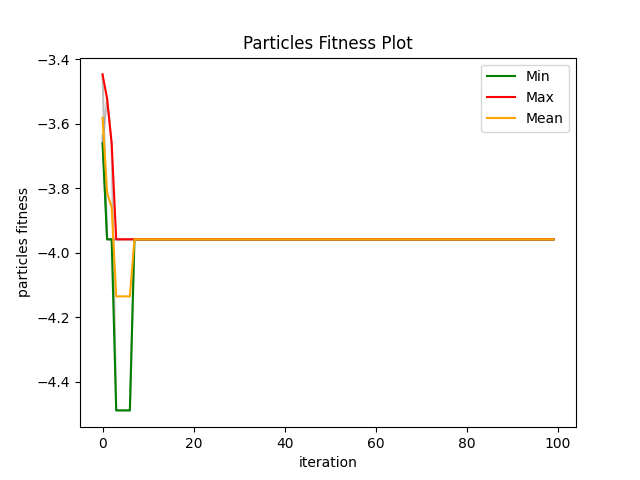 Particles Fitness Plot
Min
Max
Mean
particles fitness
−3.4
−3.6
−3.8
−4.0
−4.2
−4.4
0
20
40
60
80
100
iteration